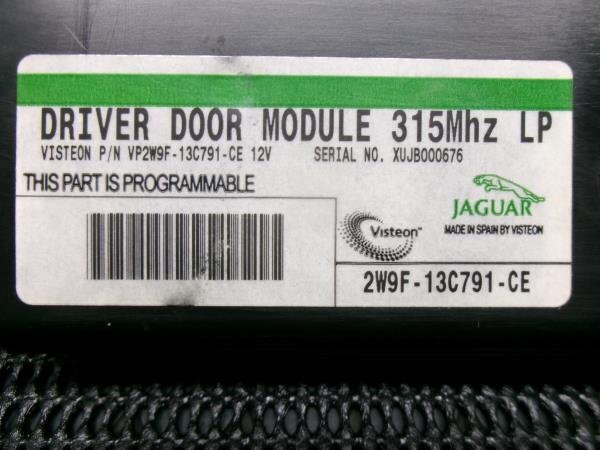 DRIVER DOOR MODULE 315Mhz LP
VISTEON P/N VP2W9F-13C791-CE 12V SERIAL NO. XUJB000676
THIS PART IS PROGRAMMABLE
Visteon™
JAGUAR
MADE IN SPAIN BY VISTEON
2W9F-13C791-CE